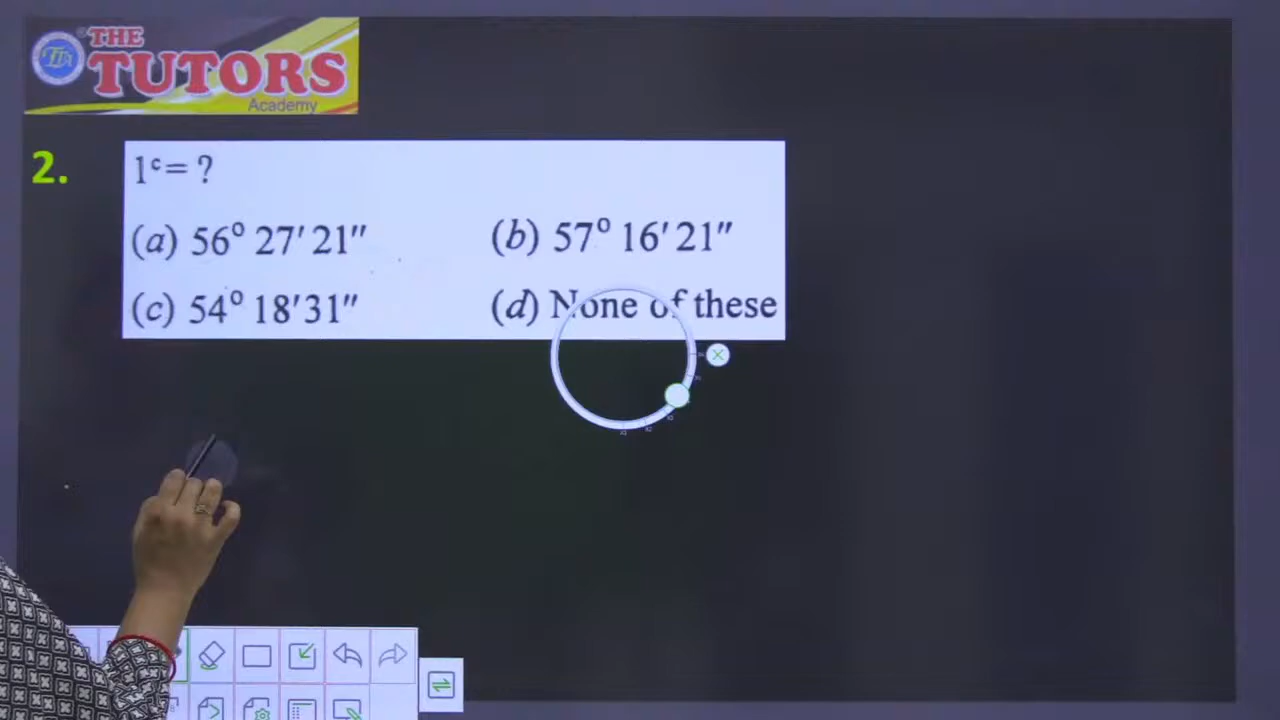 THE
TUTORS
Academy
2.
1ᶜ = ?
(a) 56° 27′ 21″
(b) 57° 16′ 21″
(c) 54° 18′31″
(d) None of these